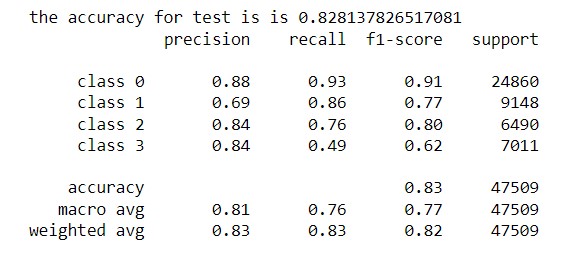 the accuracy for test is is 0.828137826517081
precision recall f1-score support
class 0 0.88 0.93 0.91 24860
class 1 0.69 0.86 0.77 9148
class 2 0.84 0.76 0.80 6490
class 3 0.84 0.49 0.62 7011
accuracy 0.83 47509
macro avg 0.81 0.76 0.77 47509
weighted avg 0.83 0.83 0.82 47509